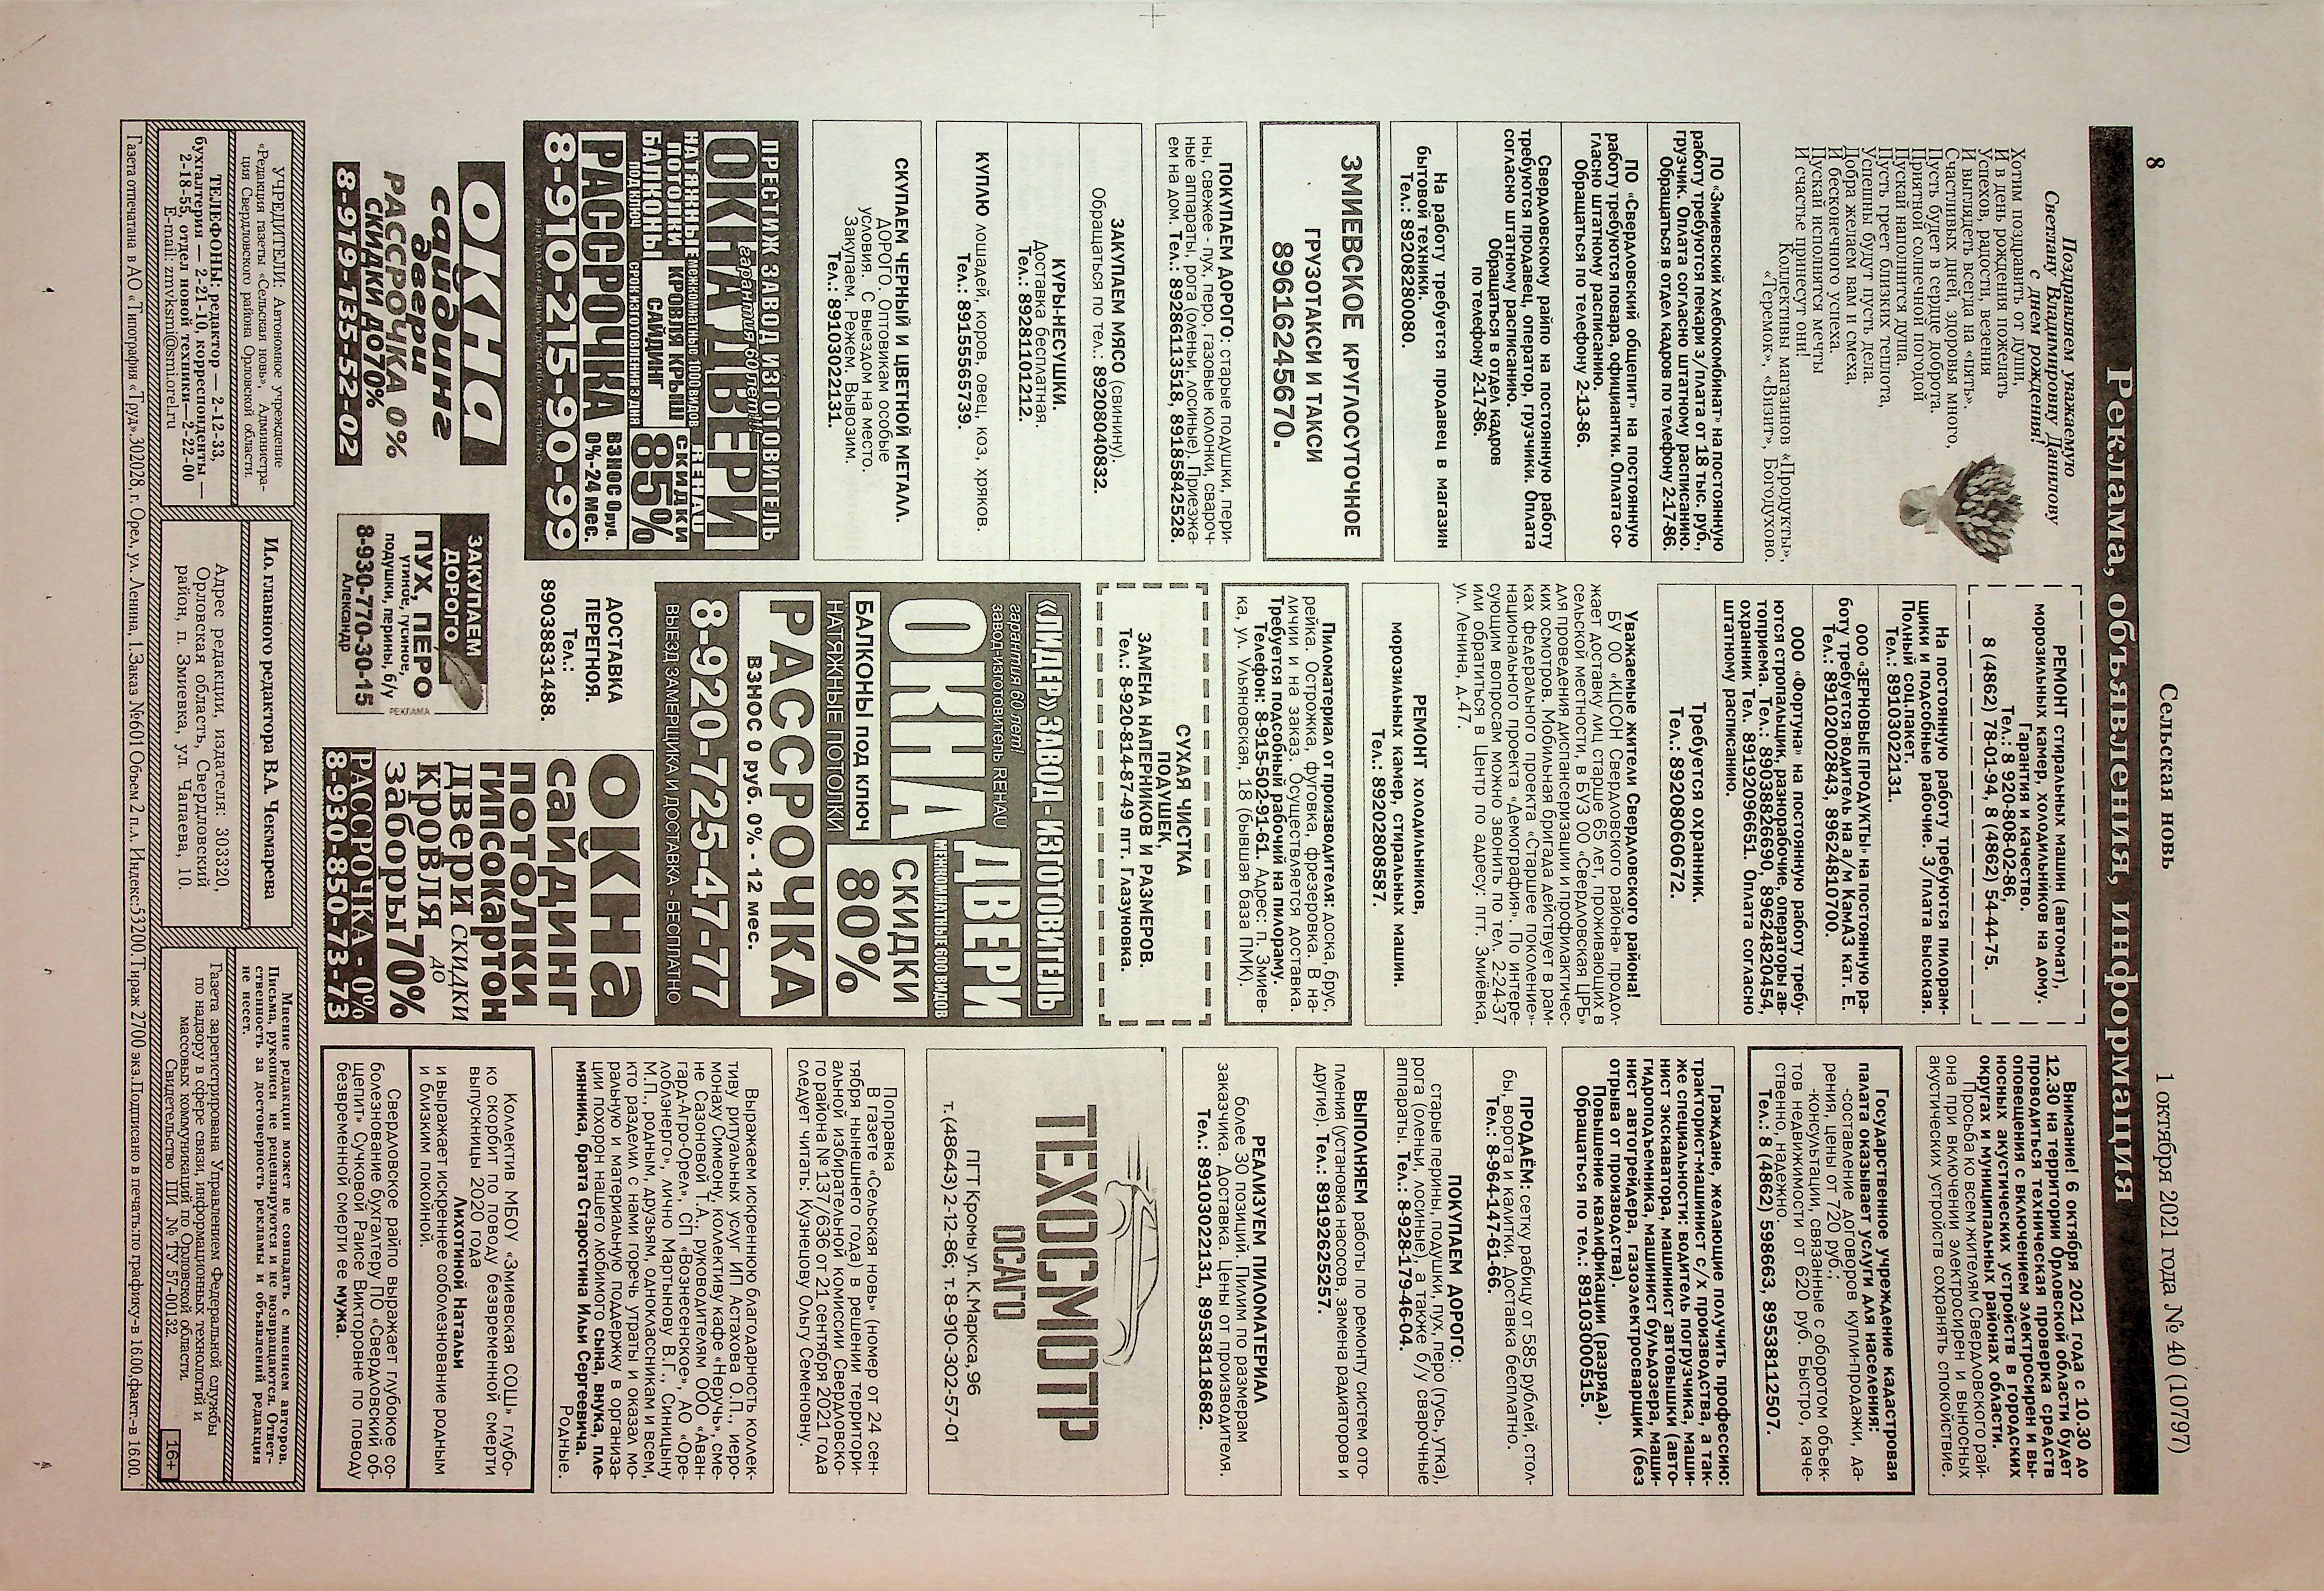 8
Сельская новь
1 октября 2021 года № 40 (10797)
Реклама, объявления, информация
Поздравляем уважаемую
Светлану Владимировну Данилову
с днем рождения!
Хотим поздравить от души,
И в день рождения пожелать
Успехов, радости, везения
И выглядеть всегда на «пять».
Счастливых дней, здоровья много,
Пусть будет в сердце доброта.
Приятной солнечной погодой
Пускай наполнится душа.
Пусть греет близких теплота,
Успешны будут пусть дела.
Добра желаем вам и смеха,
И бесконечного успеха.
Пускай исполнятся мечты
И счастье принесут они!
Коллективы магазинов «Продукты»,
«Теремок», «Визит», Богодухово.
ПО «Змиевский хлебокомбинат» на постоянную
работу требуются пекари з/плата от 18 тыс. руб.,
грузчик. Оплата согласно штатному расписанию.
Обращаться в отдел кадров по телефону 2-17-86.
ПО «Свердловский общепит» на постоянную
работу требуются повара, официантки. Оплата со-
гласно штатному расписанию.
Обращаться по телефону 2-13-86.
Свердловскому райпо на постоянную работу
требуются продавец, оператор, грузчики. Оплата
согласно штатному расписанию.
Обращаться в отдел кадров
по телефону 2-17-86.
На работу требуется продавец в магазин
бытовой техники.
Тел.: 89208280080.
ЗМИЕВСКОЕ КРУГЛОСУТОЧНОЕ
ГРУЗОТАКСИ И ТАКСИ
89616245670.
ПОКУПАЕМ ДОРОГО: старые подушки, пери-
ны, свежее - пух, перо, газовые колонки, свароч-
ные аппараты, рога (оленьи, лосиные). Приезжа-
ем на дом. Тел.: 89286113518, 89185842528.
ЗАКУПАЕМ МЯСО (свинину).
Обращаться по тел.: 89208040832.
КУРЫ-НЕСУШКИ.
Доставка бесплатная.
Тел.: 89281101212.
КУПЛЮ лошадей, коров, овец, коз, хряков.
Тел.: 89155565739.
СКУПАЕМ ЧЕРНЫЙ И ЦВЕТНОЙ МЕТАЛЛ.
ДОРОГО. Оптовикам особые
условия. С выездом на место.
Закупаем. Режем. Вывозим.
Тел.: 89103022131.
ПРЕСТИЖ ЗАВОД ИЗГОТОВИТЕЛЬ
ОКНА ДВЕРИ
гарантия 60 лет!
НАТЯЖНЫЕ
ПОТОЛКИ
МЕЖКОМНАТНЫЕ 1000 ВИДОВ
REHAU
БАЛКОНЫ
ПОД КЛЮЧ
КРОВЛЯ КРЫШ
САЙДИНГ
СРОК ИЗГОТОВЛЕНИЯ 3 ДНЯ
СКИДКИ
85%
РАССРОЧКА
ВЗНОС 0 руб.
0%-24 мес.
8-910-215-90-99
ОКНА
сайдинг
двери
РАССРОЧКА 0%
СКИДКИ ДО 70%
8-919-135-52-02
ЗАКУПАЕМ
ДОРОГО
ПУХ, ПЕРО
утиное, гусиное,
подушки, перины, б/у
8-930-770-30-15
Александр
РЕКЛАМА
РЕМОНТ стиральных машин (автомат),
морозильных камер, холодильников на дому.
Гарантия и качество.
Тел.: 8 920-808-02-86,
8 (4862) 78-01-94, 8 (4862) 54-44-75.
На постоянную работу требуются пилорам-
щики и подсобные рабочие. З/плата высокая.
Полный соц.пакет.
Тел.: 89103022131.
ООО «ЗЕРНОВЫЕ ПРОДУКТЫ» на постоянную ра-
боту требуется водитель на а/м КамАЗ кат. Е.
Тел.: 89102002843, 89624810700.
ООО «Фортуна» на постоянную работу требу-
ются стропальщик, разнорабочие, операторы ав-
топриема. Тел.: 89038826690, 89624820454,
охранник Тел. 89192096651. Оплата согласно
штатному расписанию.
Требуется охранник.
Тел.: 89208060672.
Уважаемые жители Свердловского района!
БУ ОО «КЦСОН Свердловского района» продол-
жает доставку лиц старше 65 лет, проживающих в
сельской местности, в БУЗ ОО «Свердловская ЦРБ»
для проведения диспансеризации и профилактичес-
ких осмотров. Мобильная бригада действует в рам-
ках федерального проекта «Старшее поколение»
национального проекта «Демография». По интере-
сующим вопросам можно звонить по тел. 2-24-37
или обратиться в Центр по адресу: пгт. Змиёвка,
ул. Ленина, д.47.
РЕМОНТ холодильников,
морозильных камер, стиральных машин.
Тел.: 89202808587.
Пиломатериал от производителя: доска, брус,
рейка. Острожка, фуговка, фрезеровка. В на-
личии и на заказ. Осуществляется доставка.
Требуется подсобный рабочий на пилораму.
Телефон: 8-915-502-91-61. Адрес: п. Змиев-
ка, ул. Ульяновская, 18 (бывшая база ПМК).
СУХАЯ ЧИСТКА
ПОДУШЕК,
ЗАМЕНА НАПЕРНИКОВ И РАЗМЕРОВ.
Тел.: 8-920-814-87-49 пгт. Глазуновка.
«ЛИДЕР» ЗАВОД - ИЗГОТОВИТЕЛЬ
гарантия 60 лет!
завод-изготовитель REHAU
ОКНА ДВЕРИ
МЕЖКОМНАТНЫЕ 600 ВИДОВ
БАЛКОНЫ ПОД КЛЮЧ
НАТЯЖНЫЕ ПОТОЛКИ
СКИДКИ
80%
РАССРОЧКА
ВЗНОС 0 руб. 0% - 12 мес.
8-920-725-47-77
ВЫЕЗД ЗАМЕРЩИКА И ДОСТАВКА - БЕСПЛАТНО
ДОСТАВКА
ПЕРЕГНОЯ.
Тел.:
89038831488.
ОКНА
сайдинг
потолки
гипсокартон
двери СКИДКИ
кровля ДО
заборы 70%
РАССРОЧКА - 0%
8-930-850-73-73
Внимание! 6 октября 2021 года с 10.30 до
12.30 на территории Орловской области будет
проводиться техническая проверка средств
оповещения с включением электросирен и вы-
носных акустических устройств в городских
округах и муниципальных районах области.
Просьба ко всем жителям Свердловского рай-
она при включении электросирен и выносных
акустических устройств сохранять спокойствие.
Государственное учреждение кадастровая
палата оказывает услуги для населения:
-составление договоров купли-продажи, да-
рения, цены от 720 руб.;
-консультации, связанные с оборотом объек-
тов недвижимости от 620 руб. Быстро, каче-
ственно, надежно.
Тел.: 8 (4862) 598663, 89538112507.
Граждане, желающие получить профессию:
тракторист-машинист с/х производства, а так-
же специальности: водитель погрузчика, маши-
нист экскаватора, машинист автовышки (авто-
гидроподъемника, машинист бульдозера, маши-
нист автогрейдера, газоэлектросварщик (без
отрыва от производства).
Повышение квалификации (разряда).
Обращаться по тел.: 89103000515.
ПРОДАЁМ: сетку рабицу от 585 рублей, стол-
бы, ворота и калитки. Доставка бесплатно.
Тел.: 8-964-147-61-66.
ПОКУПАЕМ ДОРОГО:
старые перины, подушки, пух, перо (гусь, утка),
рога (оленьи, лосиные), а также б/у сварочные
аппараты. Тел.: 8-928-179-46-04.
ВЫПОЛНЯЕМ работы по ремонту систем ото-
пления (установка насосов, замена радиаторов и
другие). Тел.: 89192625257.
РЕАЛИЗУЕМ ПИЛОМАТЕРИАЛ
более 30 позиций. Пилим по размерам
заказчика. Доставка. Цены от производителя.
Тел.: 89103022131, 89538118682.
ТЕХОСМОТР
ОСАГО
ПГТ Кромы ул. К.Маркса,96
т.(48643)2-12-86; т.8-910-302-57-01
Поправка
В газете «Сельская новь» (номер от 24 сен-
тября нынешнего года) в решении территори-
альной избирательной комиссии Свердловско-
го района № 137/636 от 21 сентября 2021 года
следует читать: Кузнецову Ольгу Семеновну.
Выражаем искреннюю благодарность коллек-
тиву ритуальных услуг ИП Астахова О.П., иеро-
монаху Симеону, коллективу кафе «Неручь», сме-
не Сазоновой Т.А., руководителям ООО «Аван-
гард-Агро-Орел», СП «Вознесенское», АО «Оре-
лоблэнерго», лично Мартынову В.Г., Синицыну
М.П., родным, друзьям, одноклассникам и всем,
кто разделил с нами горечь утраты и оказал мо-
ральную и материальную поддержку в организа-
ции похорон нашего любимого сына, внука, пле-
мянника, брата Старостина Ильи Сергеевича.
Родные.
Коллектив МБОУ «Змиевская СОШ» глубо-
ко скорбит по поводу безвременной смерти
выпускницы 2020 года
Лихотиной Натальи
и выражает искреннее соболезнование родным
и близким покойной.
Свердловское райпо выражает глубокое со-
болезнование бухгалтеру ПО «Свердловский об-
щепит» Сучковой Раисе Викторовне по поводу
безвременной смерти ее мужа.
УЧРЕДИТЕЛИ: Автономное учреждение
«Редакция газеты «Сельская новь», Администра-
ция Свердловского района Орловской области.
ТЕЛЕФОНЫ: редактор — 2-12-33,
бухгалтерия — 2-21-10, корреспонденты —
2-18-55, отдел новой техники—2-22-00
E-mail: zmvksmi@smi.orel.ru
И.о. главного редактора В.А. Чекмарева
Адрес редакции, издателя: 303320,
Орловская область, Свердловский
район, п. Змиевка, ул. Чапаева, 10.
Мнение редакции может не совпадать с мнением авторов.
Письма, рукописи не рецензируются и не возвращаются. Ответ-
ственность за достоверность рекламы и объявлений редакция
не несет.
Газета зарегистрирована Управлением Федеральной службы
по надзору в сфере связи, информационных технологий и
массовых коммуникаций по Орловской области.
Свидетельство ПИ № ТУ 57-00132.
16+
Газета отпечатана в АО «Типография «Труд».302028, г. Орел, ул. Ленина, 1.Заказ №601 Объем 2 п.л. Индекс:53200.Тираж 2700 экз.Подписано в печать:по графику-в 16.00,факт.-в 16.00.